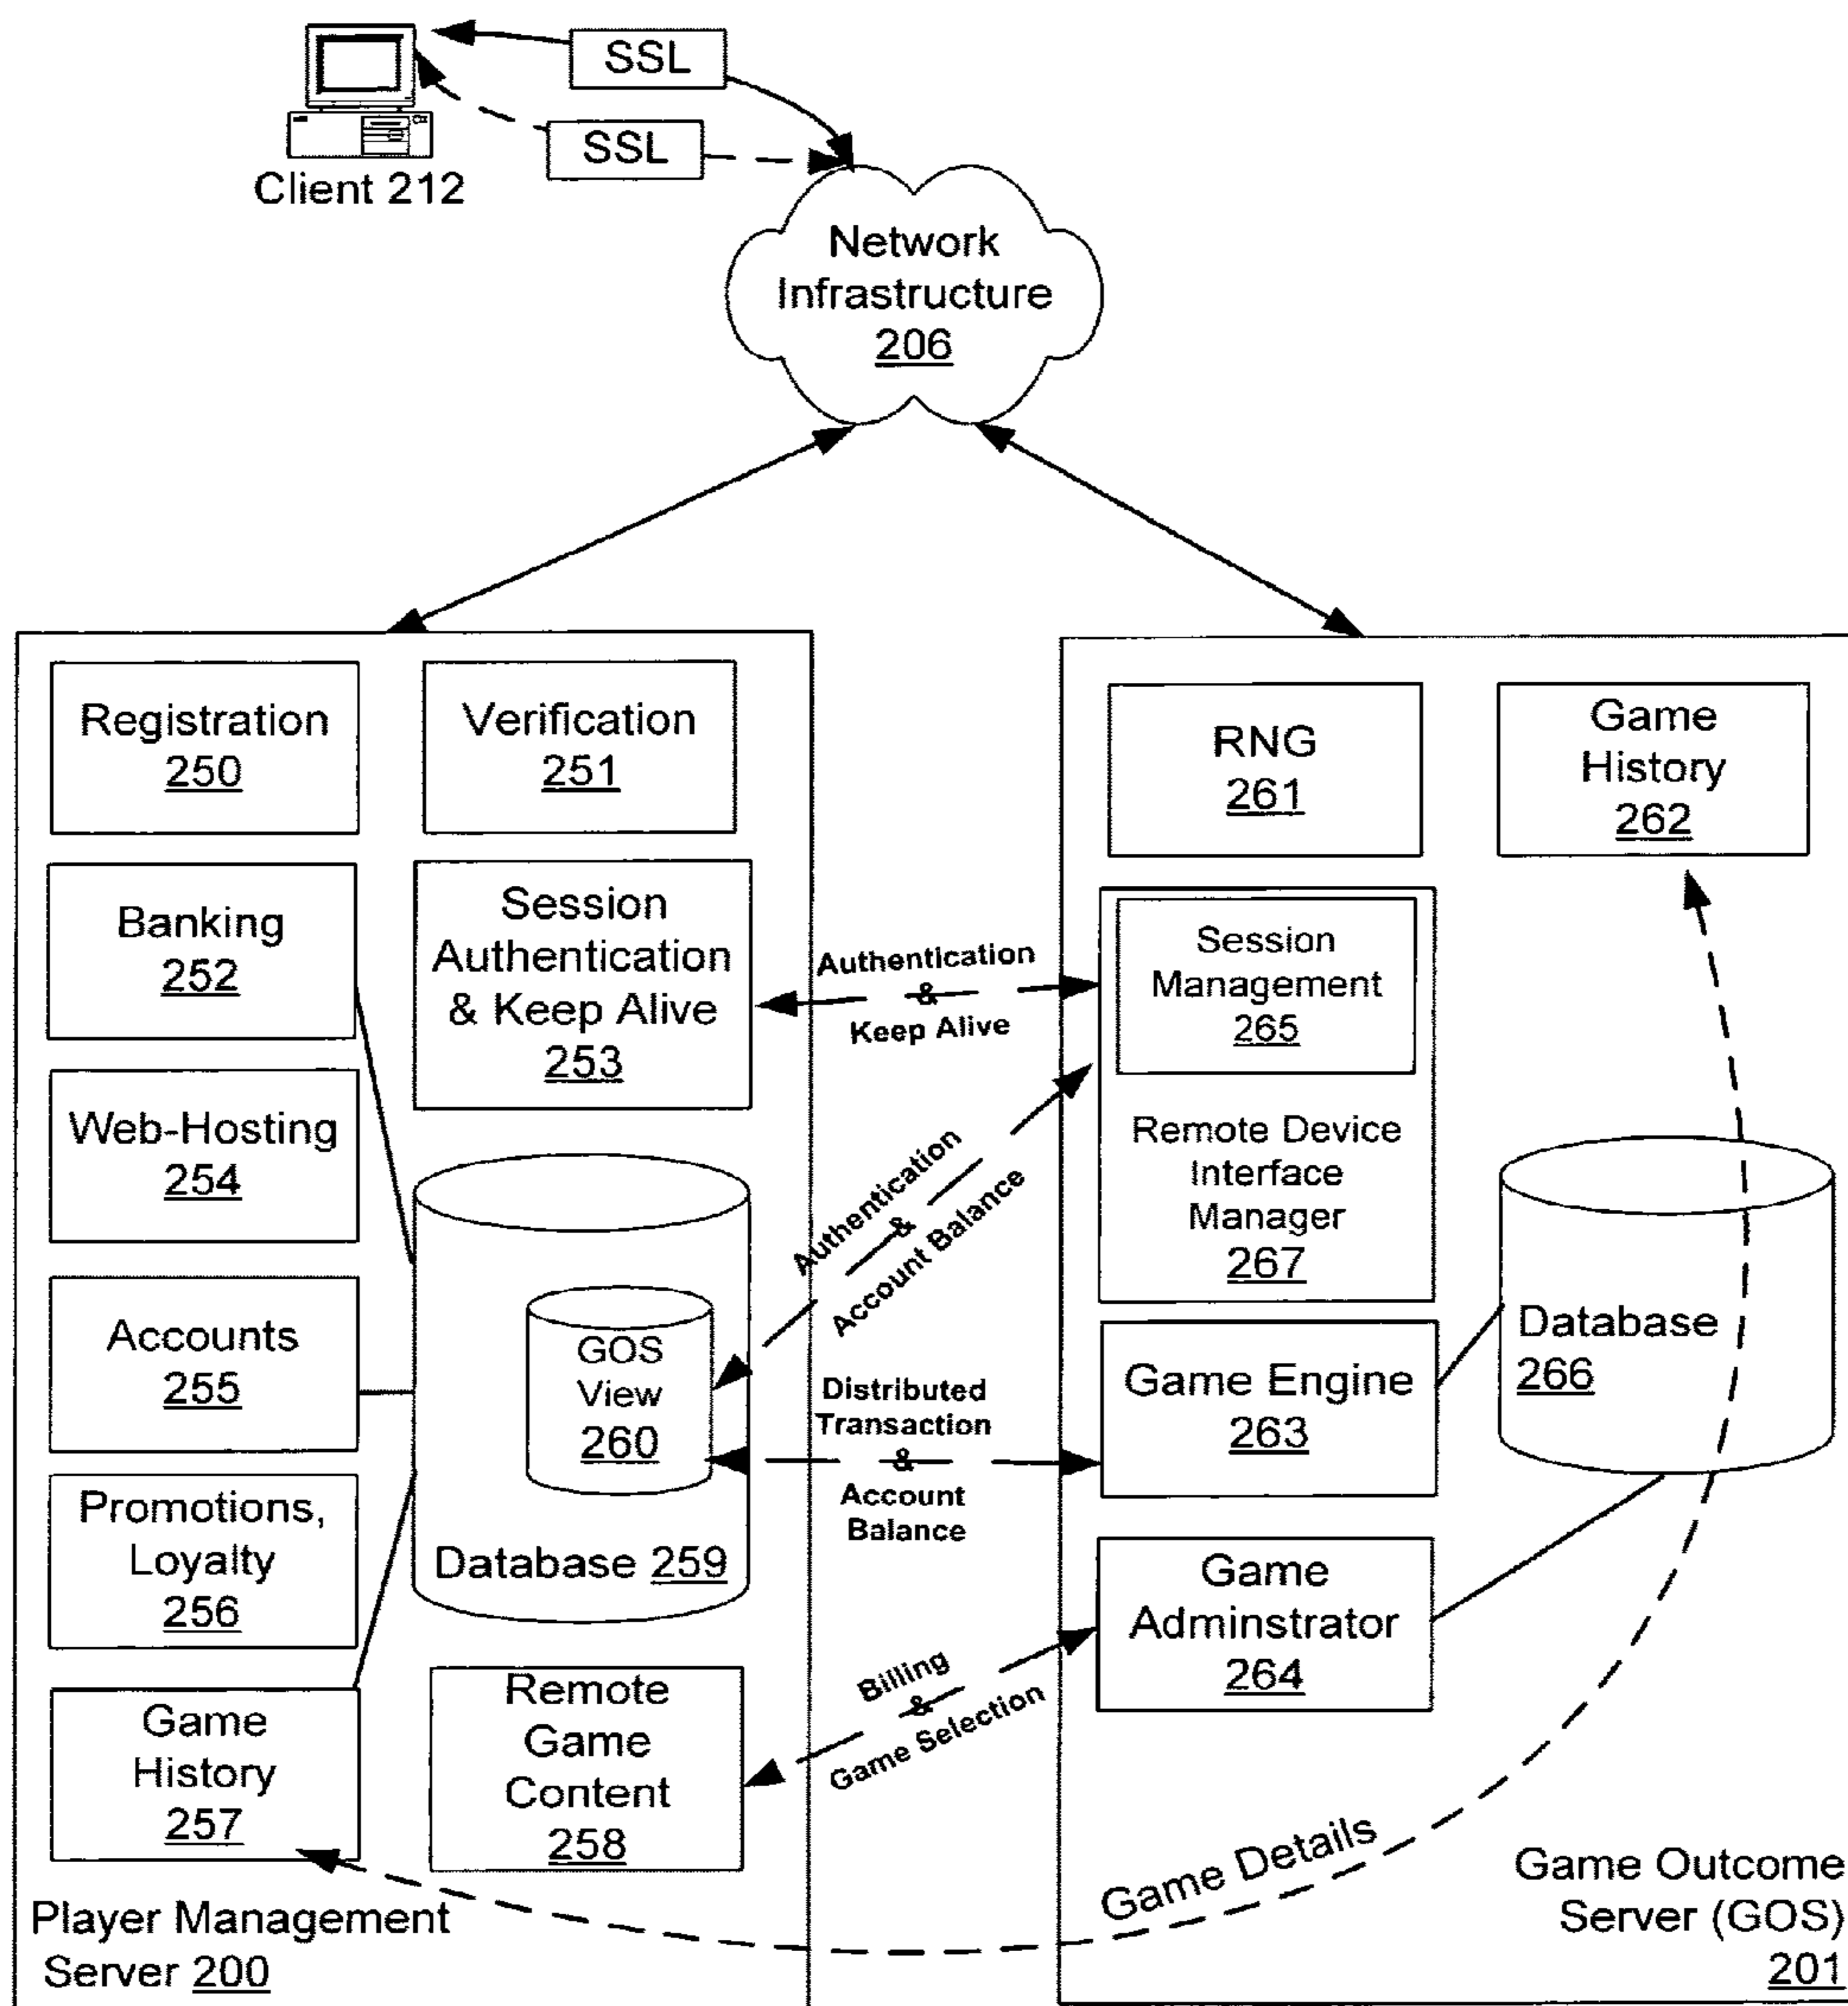 SSL
SSL
Client 212
Network
Infrastructure
206
Registration
250
Verification
251
Banking
252
Session
Authentication
& Keep Alive
253
Web-Hosting
254
Accounts
255
Promotions,
Loyalty
256
Game
History
257
GOS
View
260
Database 259
Remote
Game
Content
258
Player Management
Server 200
Authentication
&
Keep Alive
Authentication
&
Account Balance
Distributed
Transaction
&
Account
Balance
Billing
&
Game Selection
Game Details
RNG
261
Game
History
262
Session
Management
265
Remote Device
Interface
Manager
267
Game Engine
263
Database
266
Game
Adminstrator
264
Game Outcome
Server (GOS)
201